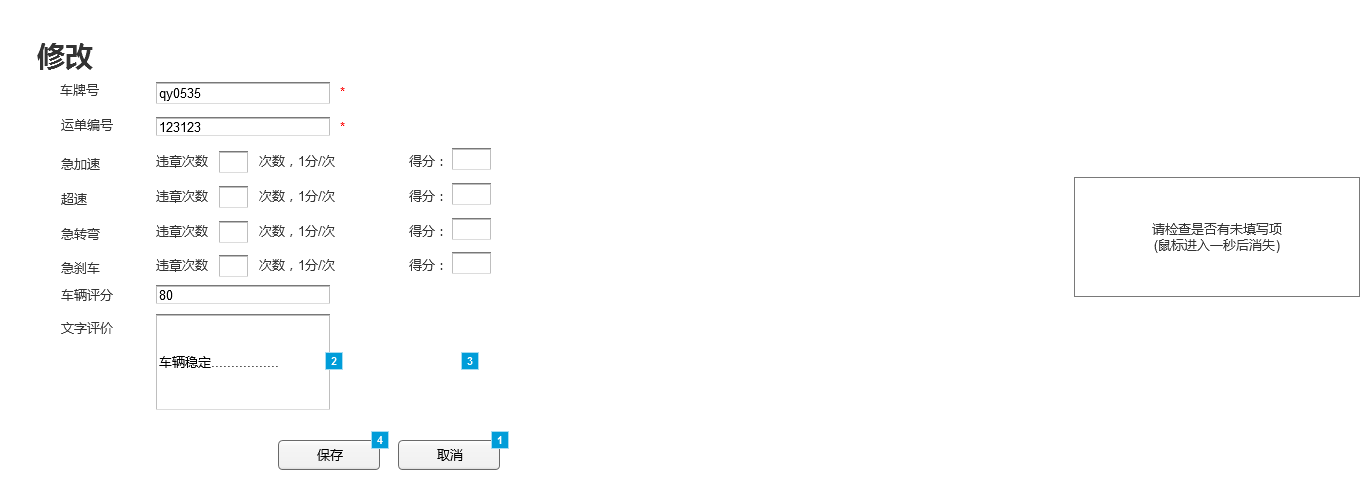 修改
车牌号 qy0535 *
运单编号 123123 *
急加速 违章次数 次数，1分/次 得分：
超速 违章次数 次数，1分/次 得分：
急转弯 违章次数 次数，1分/次 得分：
急刹车 违章次数 次数，1分/次 得分：
车辆评分 80
文字评价
车辆稳定................. 2 3
4 1
保存 取消
请检查是否有未填写项
(鼠标进入一秒后消失)